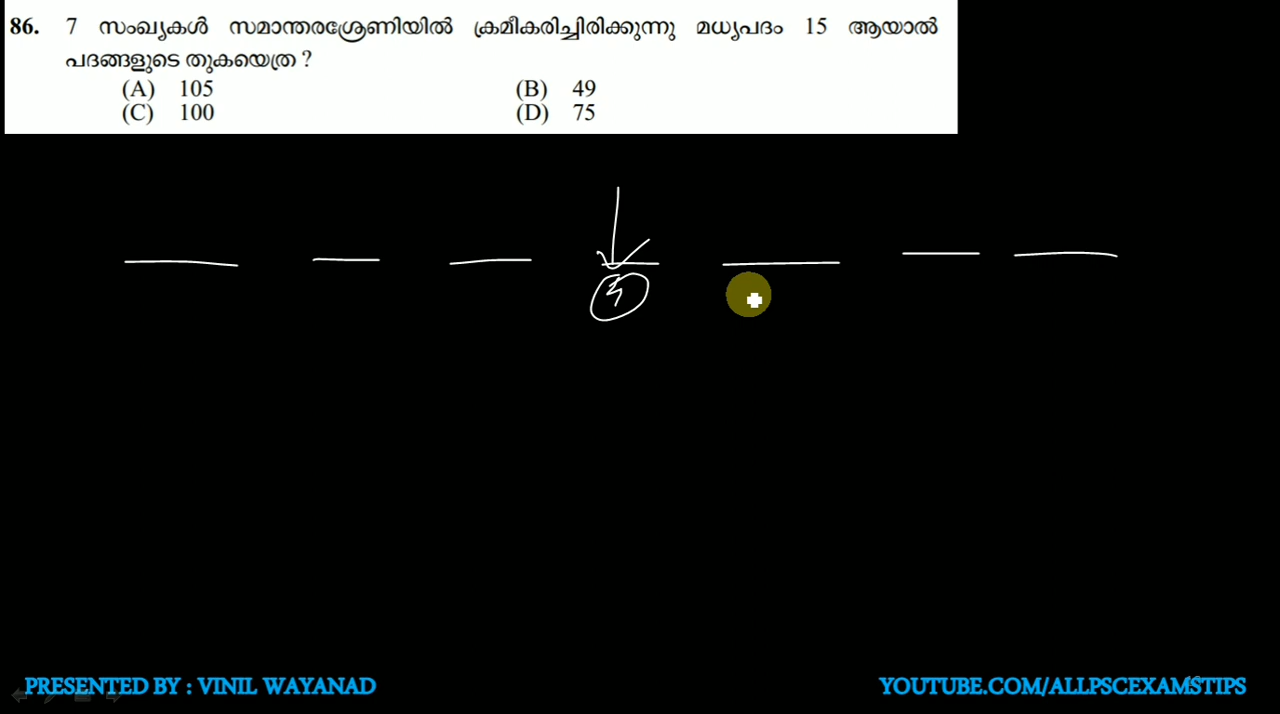 86. 7 സംഖ്യകൾ സമാന്തരശ്രേണിയിൽ ക്രമീകരിച്ചിരിക്കുന്നു മധ്യപദം 15 ആയാൽ
പദങ്ങളുടെ തുകയെത്ര ?
(A) 105 (B) 49
(C) 100 (D) 75
PRESENTED BY : VINIL WAYANAD YOUTUBE.COM/ALLPSCEXAMSTIPS